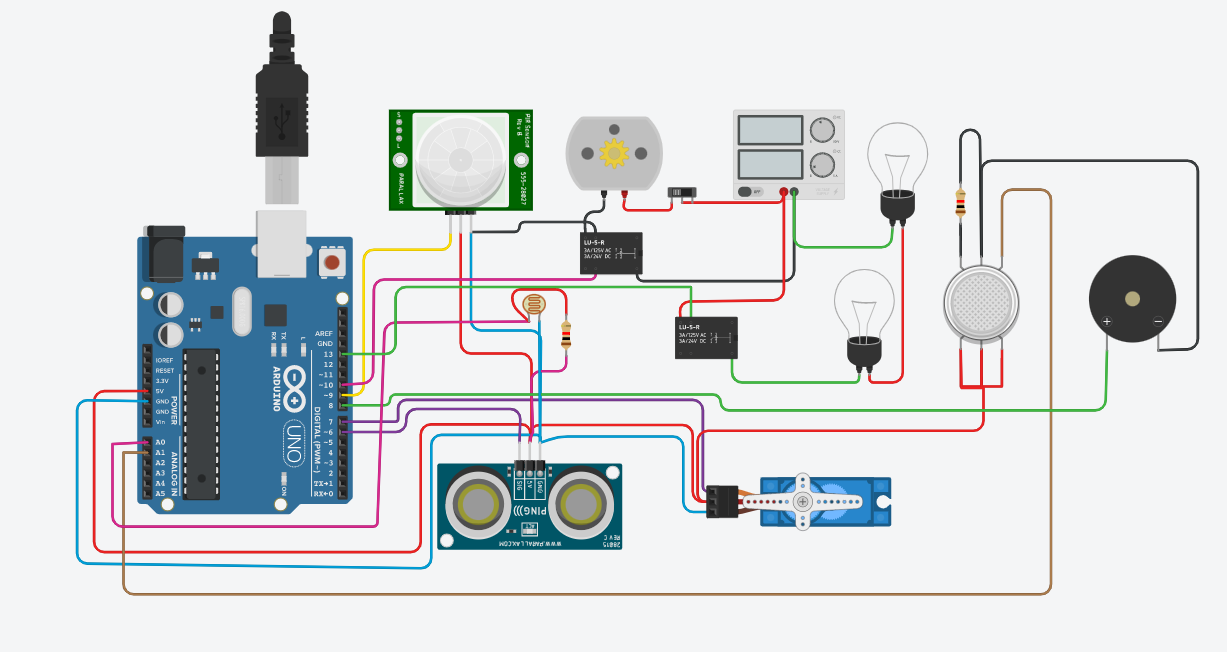 S
L
PARALLAX
PIR SENSOR
REV B
555-28027
OFF
LU-5-R
3A/125V AC
3A/24V DC
LU-5-R
3A/125V AC
3A/24V DC
AREF
GND
13
12
~11
~10
~9
8
7
~6
~5
4
~3
2
TX→1
RX←0
DIGITAL (PWM~)
IOREF
RESET
3.3V
5V
GND
GND
Vin
POWER
A0
A1
A2
A3
A4
A5
ANALOG IN
RX
TX
L
ARDUINO
UNO
ON
SIG
5V
GND
PING)))
ACT
WWW.PARALLAX.COM
REV C
28015
+
−